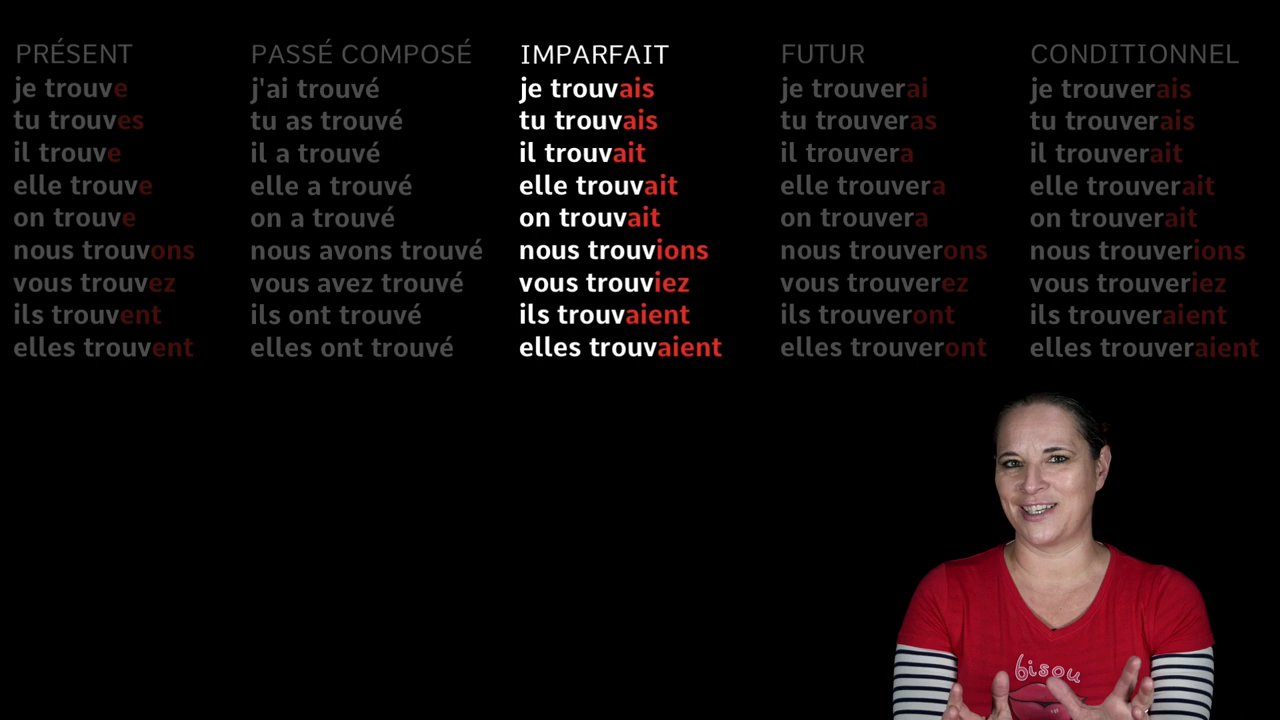 PRÉSENT
je trouve
tu trouves
il trouve
elle trouve
on trouve
nous trouvons
vous trouvez
ils trouvent
elles trouvent
PASSÉ COMPOSÉ
j'ai trouvé
tu as trouvé
il a trouvé
elle a trouvé
on a trouvé
nous avons trouvé
vous avez trouvé
ils ont trouvé
elles ont trouvé
IMPARFAIT
je trouvais
tu trouvais
il trouvait
elle trouvait
on trouvait
nous trouvions
vous trouviez
ils trouvaient
elles trouvaient
FUTUR
je trouverai
tu trouveras
il trouvera
elle trouvera
on trouvera
nous trouverons
vous trouverez
ils trouveront
elles trouveront
CONDITIONNEL
je trouverais
tu trouverais
il trouverait
elle trouverait
on trouverait
nous trouverions
vous trouveriez
ils trouveraient
elles trouveraient
bisou